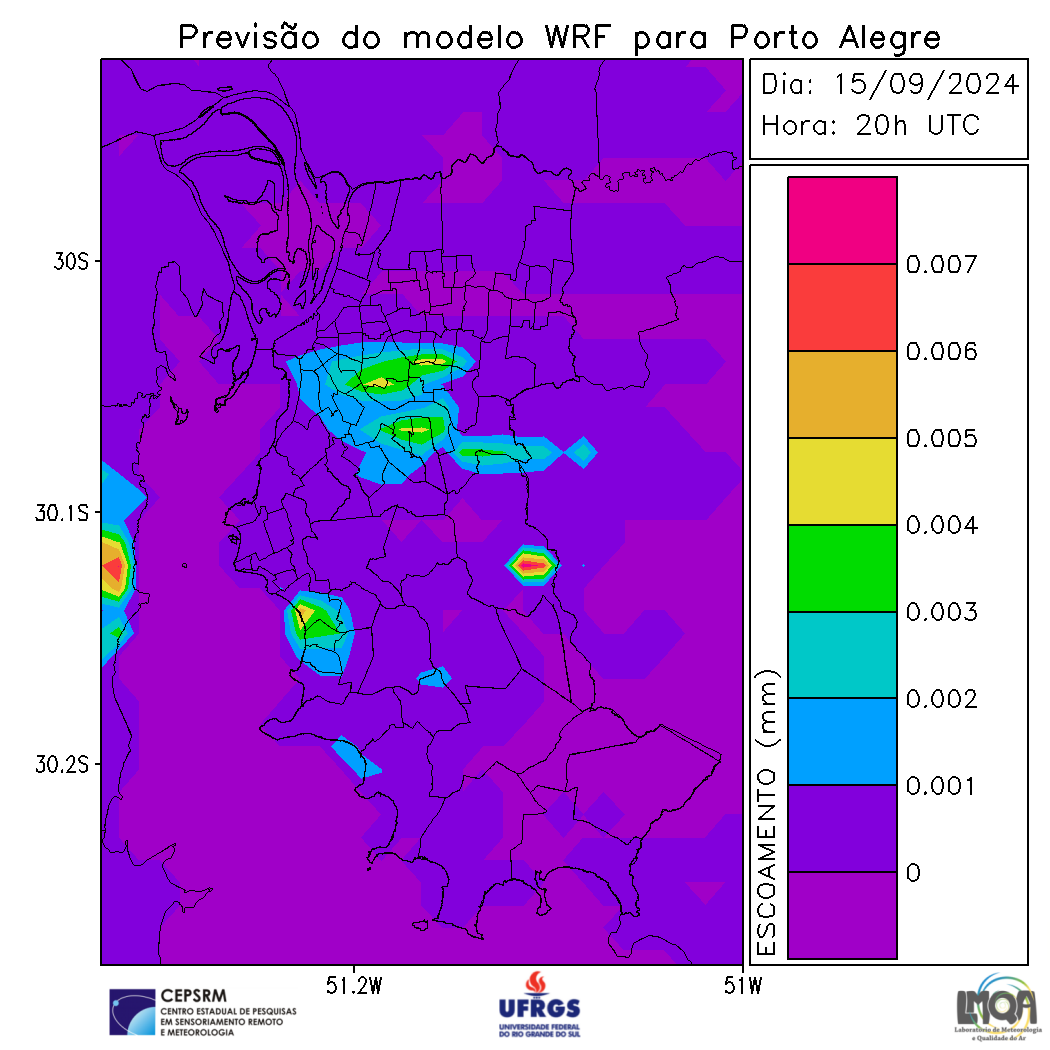 Previsão do modelo WRF para Porto Alegre
Dia: 15/09/2024
Hora: 20h UTC
0.007
0.006
0.005
0.004
0.003
0.002
0.001
0
ESCOAMENTO (mm)
30S
30.1S
30.2S
51.2W
51W
CEPSRM
CENTRO ESTADUAL DE PESQUISAS
EM SENSORIAMENTO REMOTO
E METEOROLOGIA
UFRGS
UNIVERSIDADE FEDERAL
DO RIO GRANDE DO SUL
LMQA
Laboratório de Meteorologia
e Qualidade do Ar